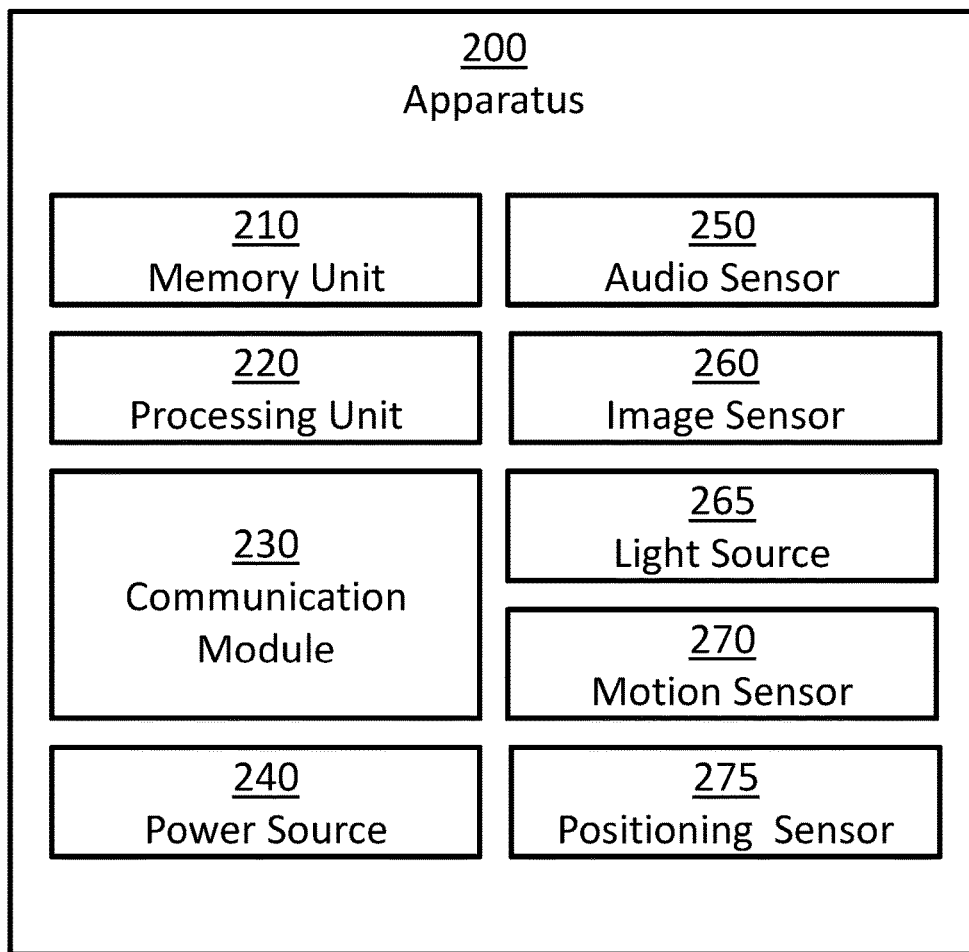 200
Apparatus
210
Memory Unit
220
Processing Unit
230
Communication
Module
240
Power Source
250
Audio Sensor
260
Image Sensor
265
Light Source
270
Motion Sensor
275
Positioning Sensor